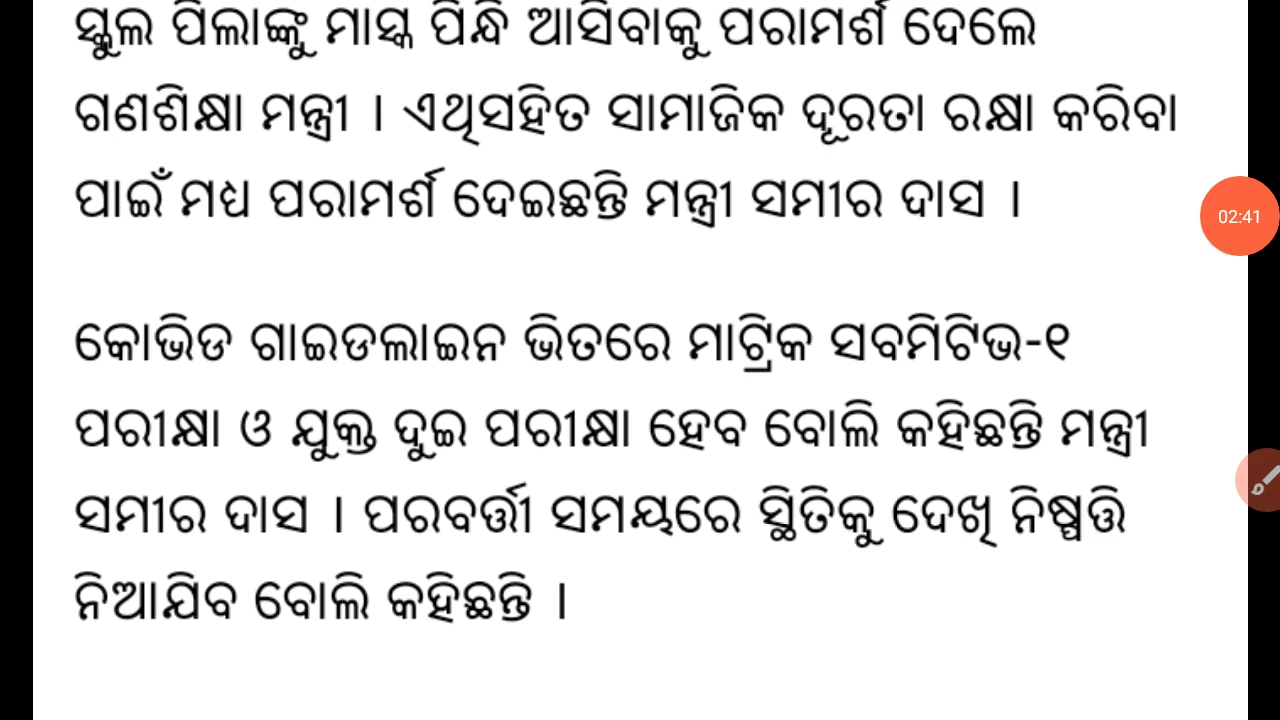 ସ୍କୁଲ ପିଲାଙ୍କୁ ମାସ୍କ ପିନ୍ଧି ଆସିବାକୁ ପରାମର୍ଶ ଦେଲେ
ଗଣଶିକ୍ଷା ମନ୍ତ୍ରୀ । ଏଥିସହିତ ସାମାଜିକ ଦୂରତା ରକ୍ଷା କରିବା
ପାଇଁ ମଧ୍ୟ ପରାମର୍ଶ ଦେଇଛନ୍ତି ମନ୍ତ୍ରୀ ସମୀର ଦାସ ।
02:41
କୋଭିଡ ଗାଇଡଲାଇନ ଭିତରେ ମାଟ୍ରିକ ସବମିଟିଭ-୧
ପରୀକ୍ଷା ଓ ଯୁକ୍ତ ଦୁଇ ପରୀକ୍ଷା ହେବ ବୋଲି କହିଛନ୍ତି ମନ୍ତ୍ରୀ
ସମୀର ଦାସ । ପରବର୍ତ୍ତୀ ସମୟରେ ସ୍ଥିତିକୁ ଦେଖି ନିଷ୍ପତ୍ତି
ନିଆଯିବ ବୋଲି କହିଛନ୍ତି ।